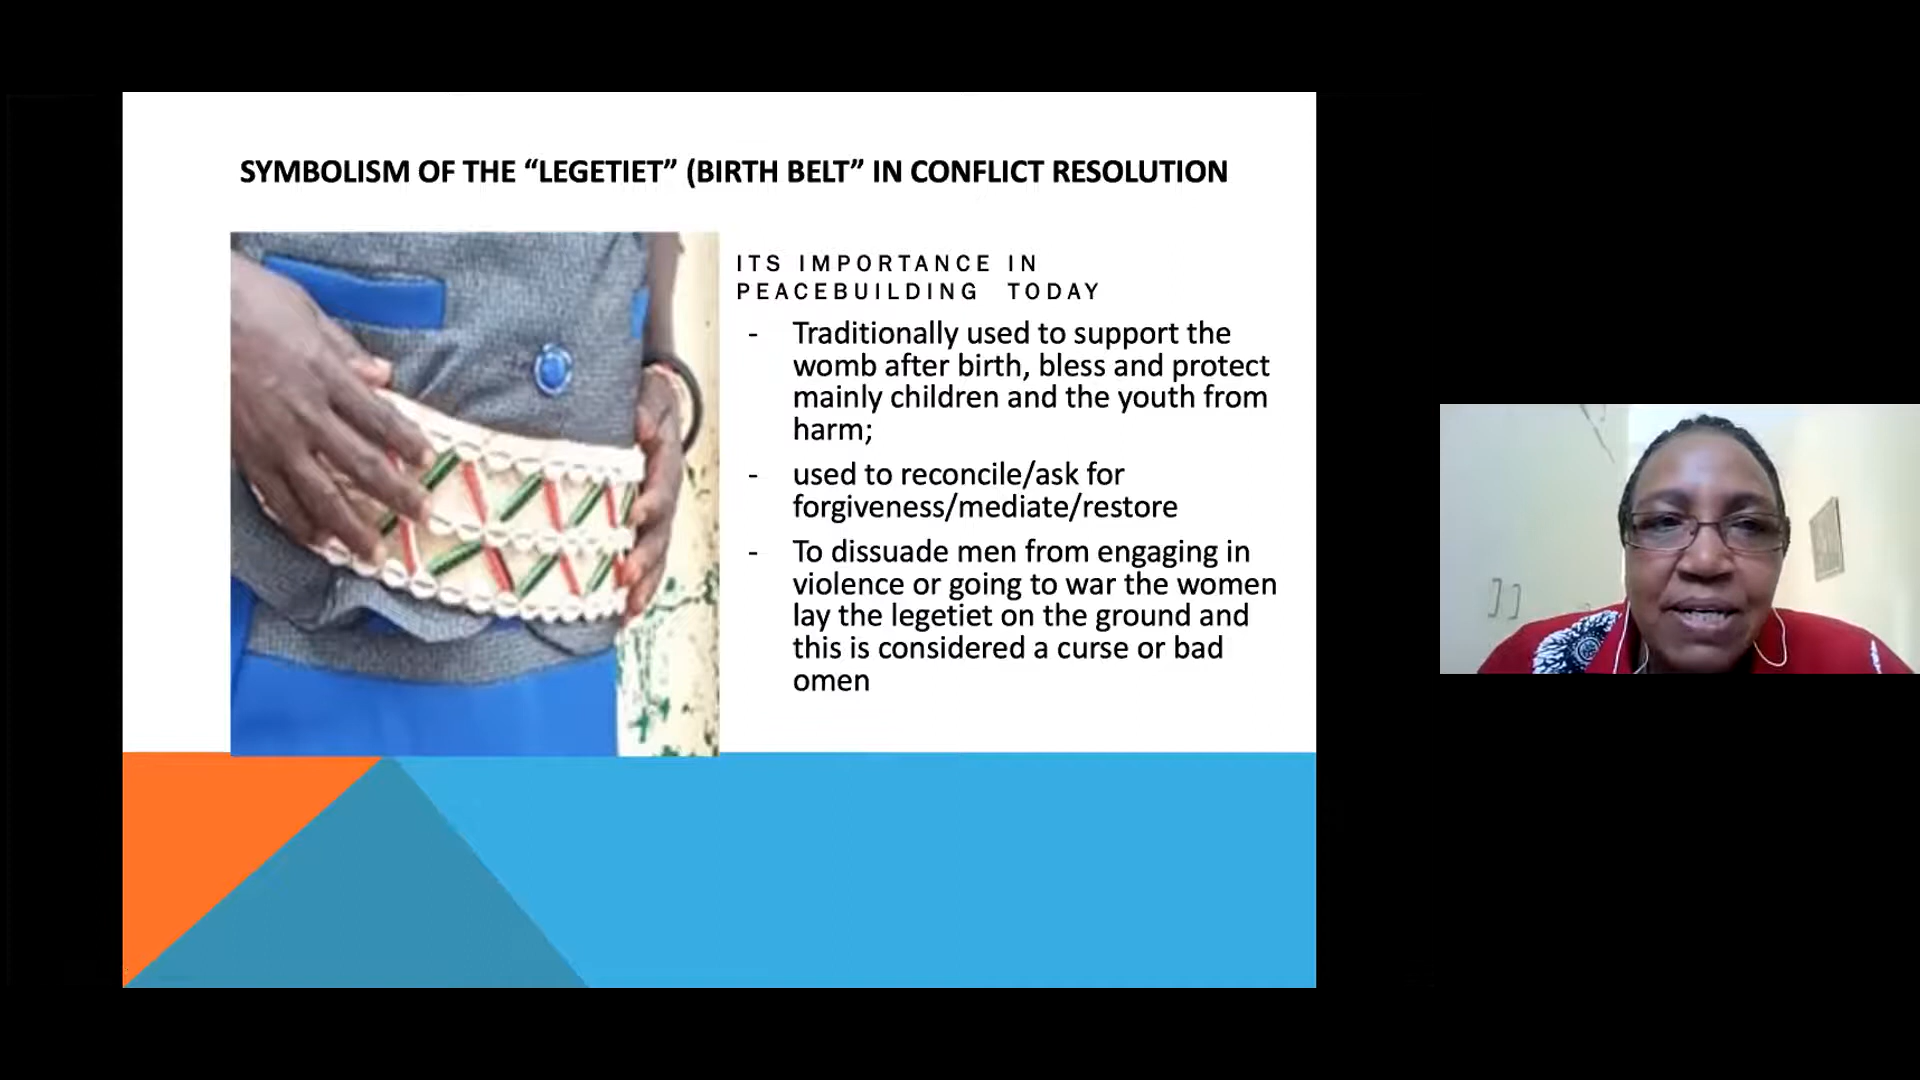 SYMBOLISM OF THE “LEGETIET” (BIRTH BELT” IN CONFLICT RESOLUTION
ITS IMPORTANCE IN
PEACEBUILDING TODAY
- Traditionally used to support the
womb after birth, bless and protect
mainly children and the youth from
harm;
- used to reconcile/ask for
forgiveness/mediate/restore
- To dissuade men from engaging in
violence or going to war the women
lay the legetiet on the ground and
this is considered a curse or bad
omen